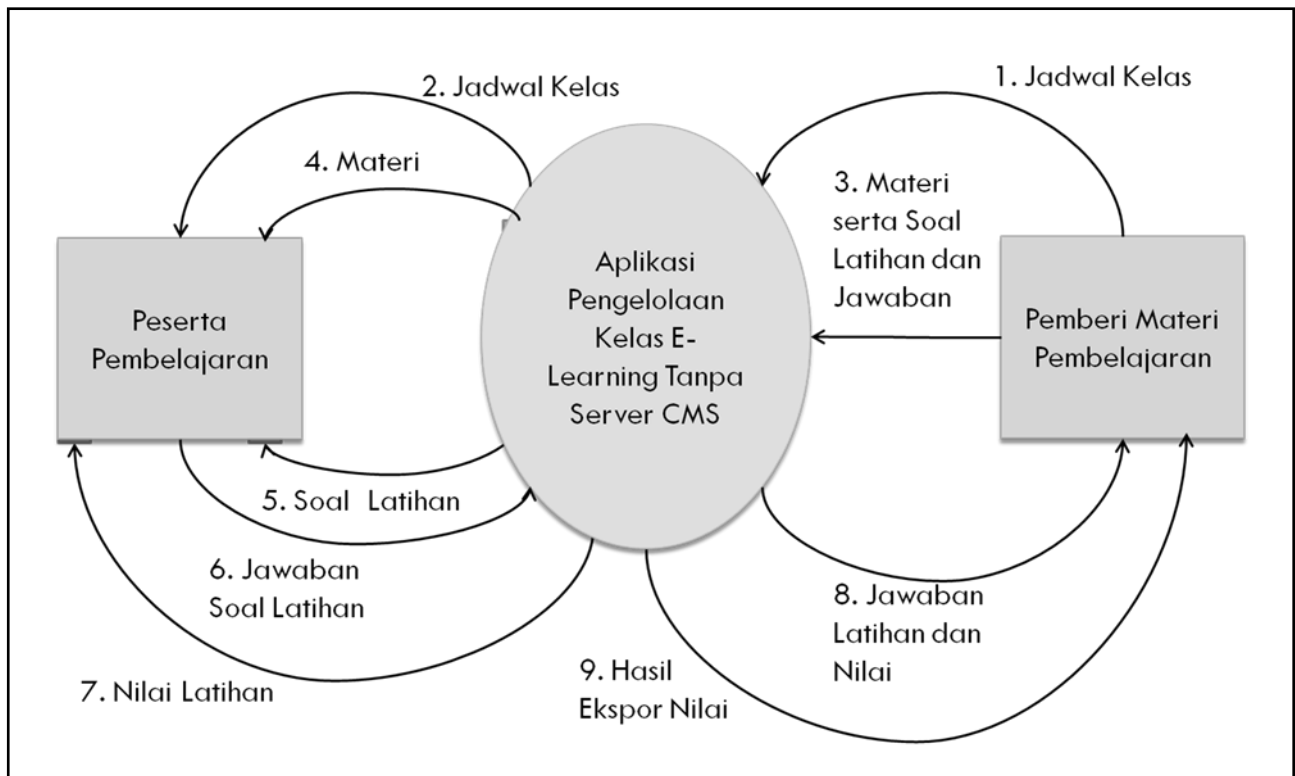 2. Jadwal Kelas
1. Jadwal Kelas
4. Materi
3. Materi
serta Soal
Latihan dan
Jawaban
Peserta
Pembelajaran
Aplikasi
Pengelolaan
Kelas E-
Learning Tanpa
Server CMS
Pemberi Materi
Pembelajaran
5. Soal Latihan
6. Jawaban
Soal Latihan
7. Nilai Latihan
8. Jawaban
Latihan dan
Nilai
9. Hasil
Ekspor Nilai